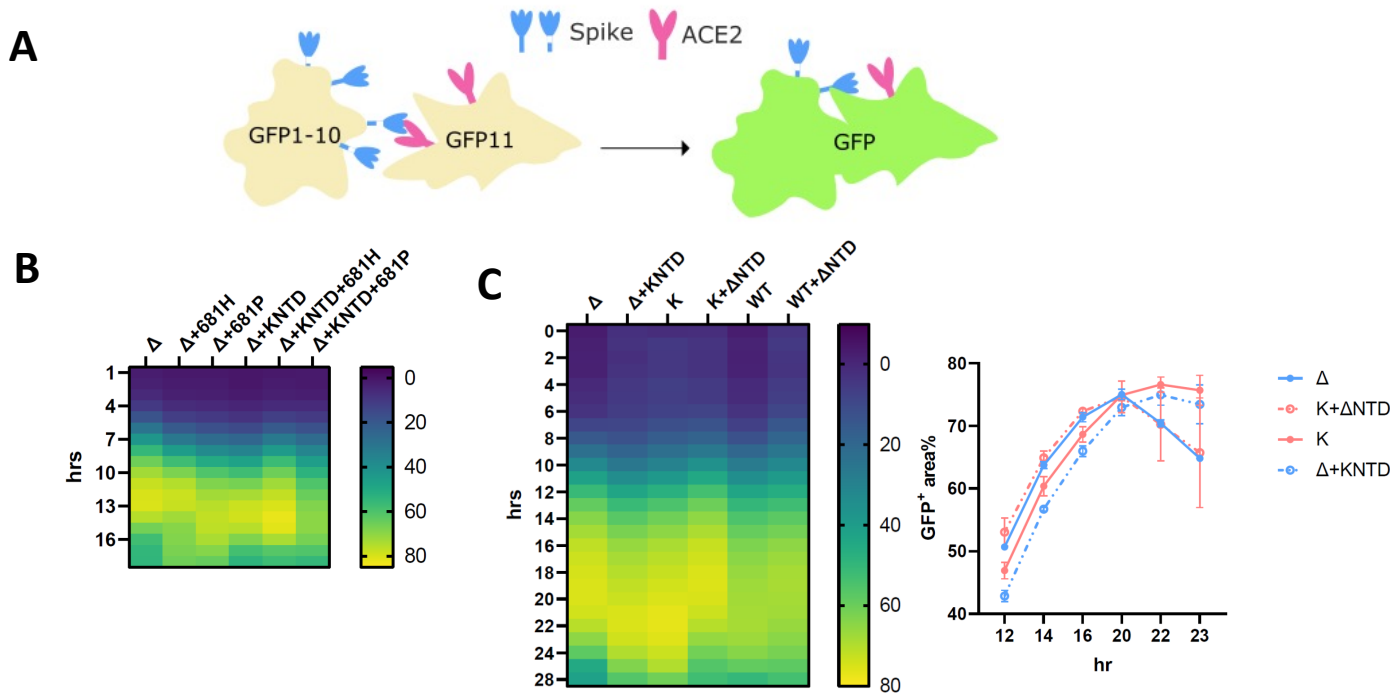 A
Spike
ACE2
GFP1-10
GFP11
GFP
B
Δ
Δ+681H
Δ+681P
Δ+KNTD
Δ+KNTD+681H
Δ+KNTD+681P
hrs
1
4
7
10
13
16
0
20
40
60
80
C
Δ
Δ+KNTD
K
K+ΔNTD
WT
WT+ΔNTD
hrs
0
2
4
6
8
10
12
14
16
18
20
22
24
28
0
20
40
60
80
GFP+ area%
80
70
60
50
40
12 14 16 20 22 23
hr
Δ
K+ΔNTD
K
Δ+KNTD